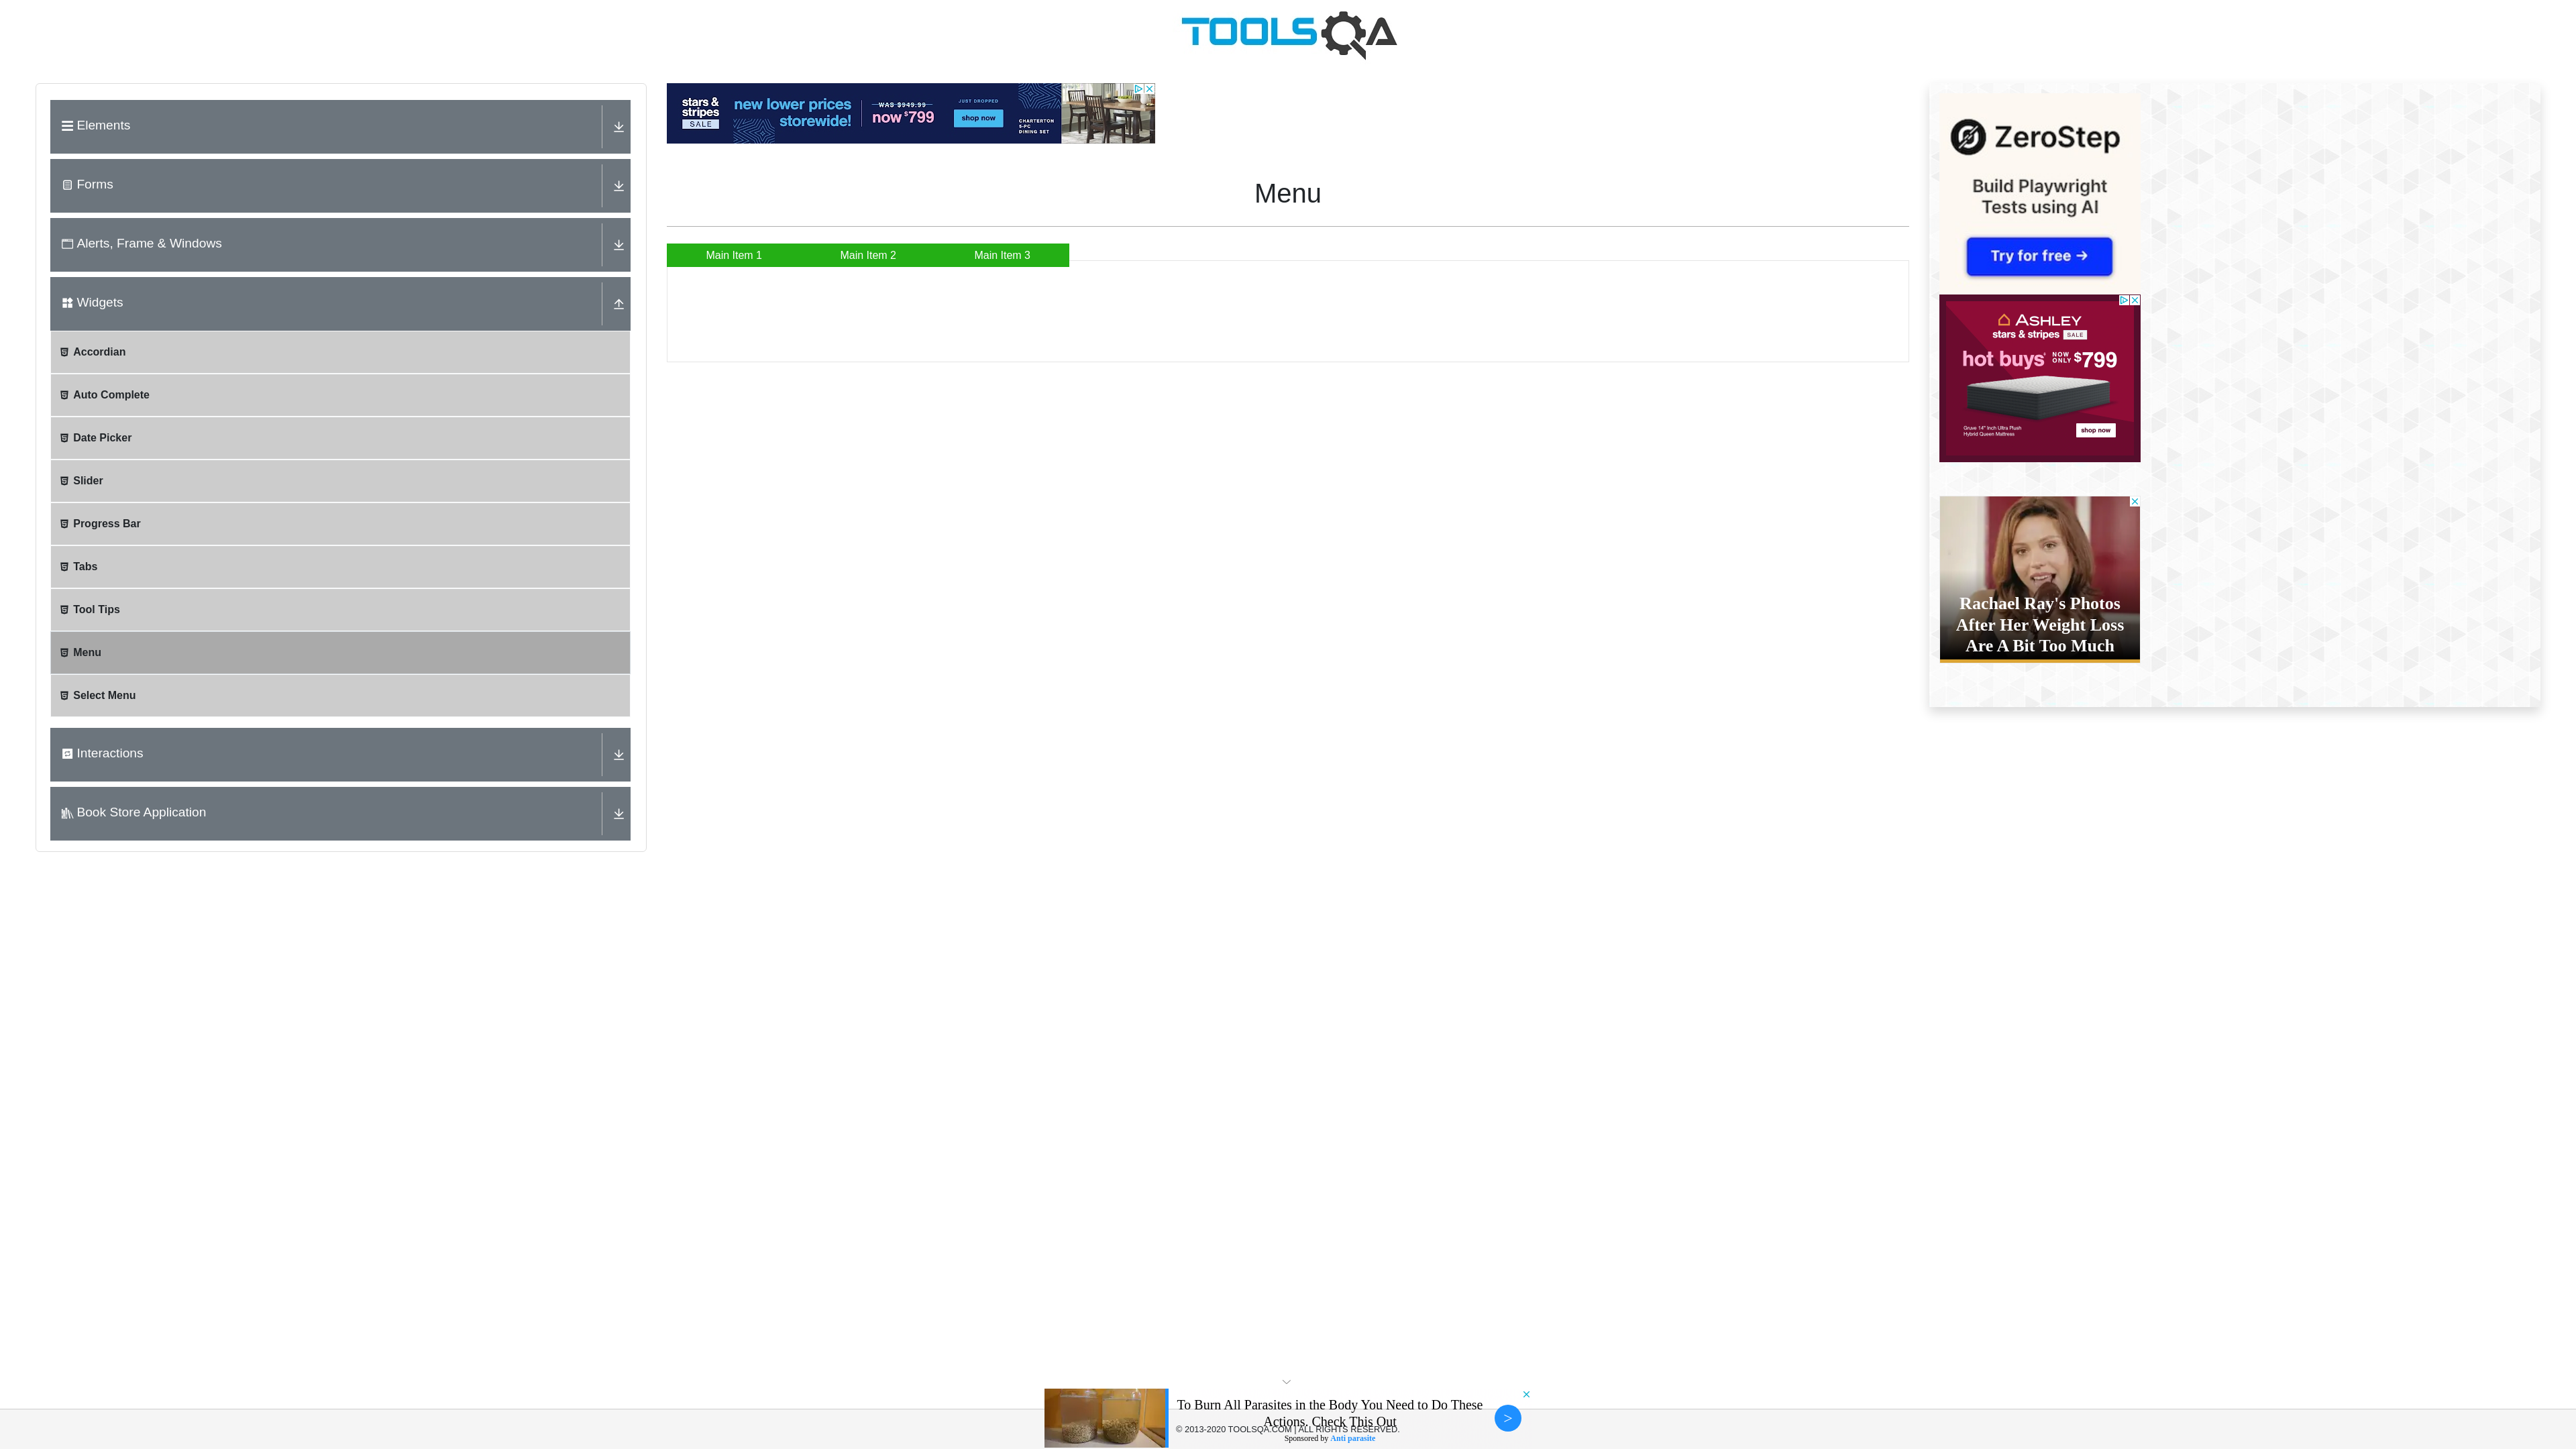 TOOLSQA
Elements
Forms
Alerts, Frame & Windows
Widgets
Accordian
Auto Complete
Date Picker
Slider
Progress Bar
Tabs
Tool Tips
Menu
Select Menu
Interactions
Book Store Application
stars &
stripes
SALE
new lower prices
storewide!
WAS $949.99
now $799
JUST DROPPED
shop now
CHARTERTON
5-PC
DINING SET
Menu
Main Item 1
Main Item 2
Main Item 3
ZeroStep
Build Playwright
Tests using AI
Try for free →
ASHLEY
stars & stripes SALE
hot buys* NOW ONLY $799
Gruve 14" Inch Ultra Plush
Hybrid Queen Mattress
shop now
Rachael Ray's Photos
After Her Weight Loss
Are A Bit Too Much
To Burn All Parasites in the Body You Need to Do These
Actions. Check This Out
© 2013-2020 TOOLSQA.COM | ALL RIGHTS RESERVED.
Sponsored by Anti parasite
>